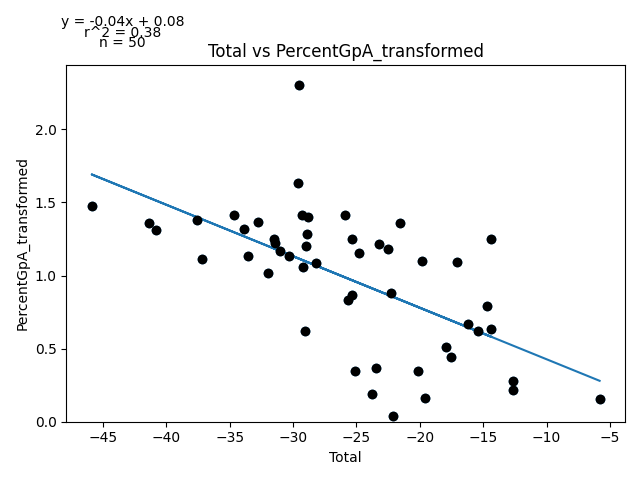 y = -0.04x + 0.08
r^2 = 0.38
n = 50
Total vs PercentGpA_transformed
PercentGpA_transformed
2.0
1.5
1.0
0.5
0.0
−45 −40 −35 −30 −25 −20 −15 −10 −5
Total